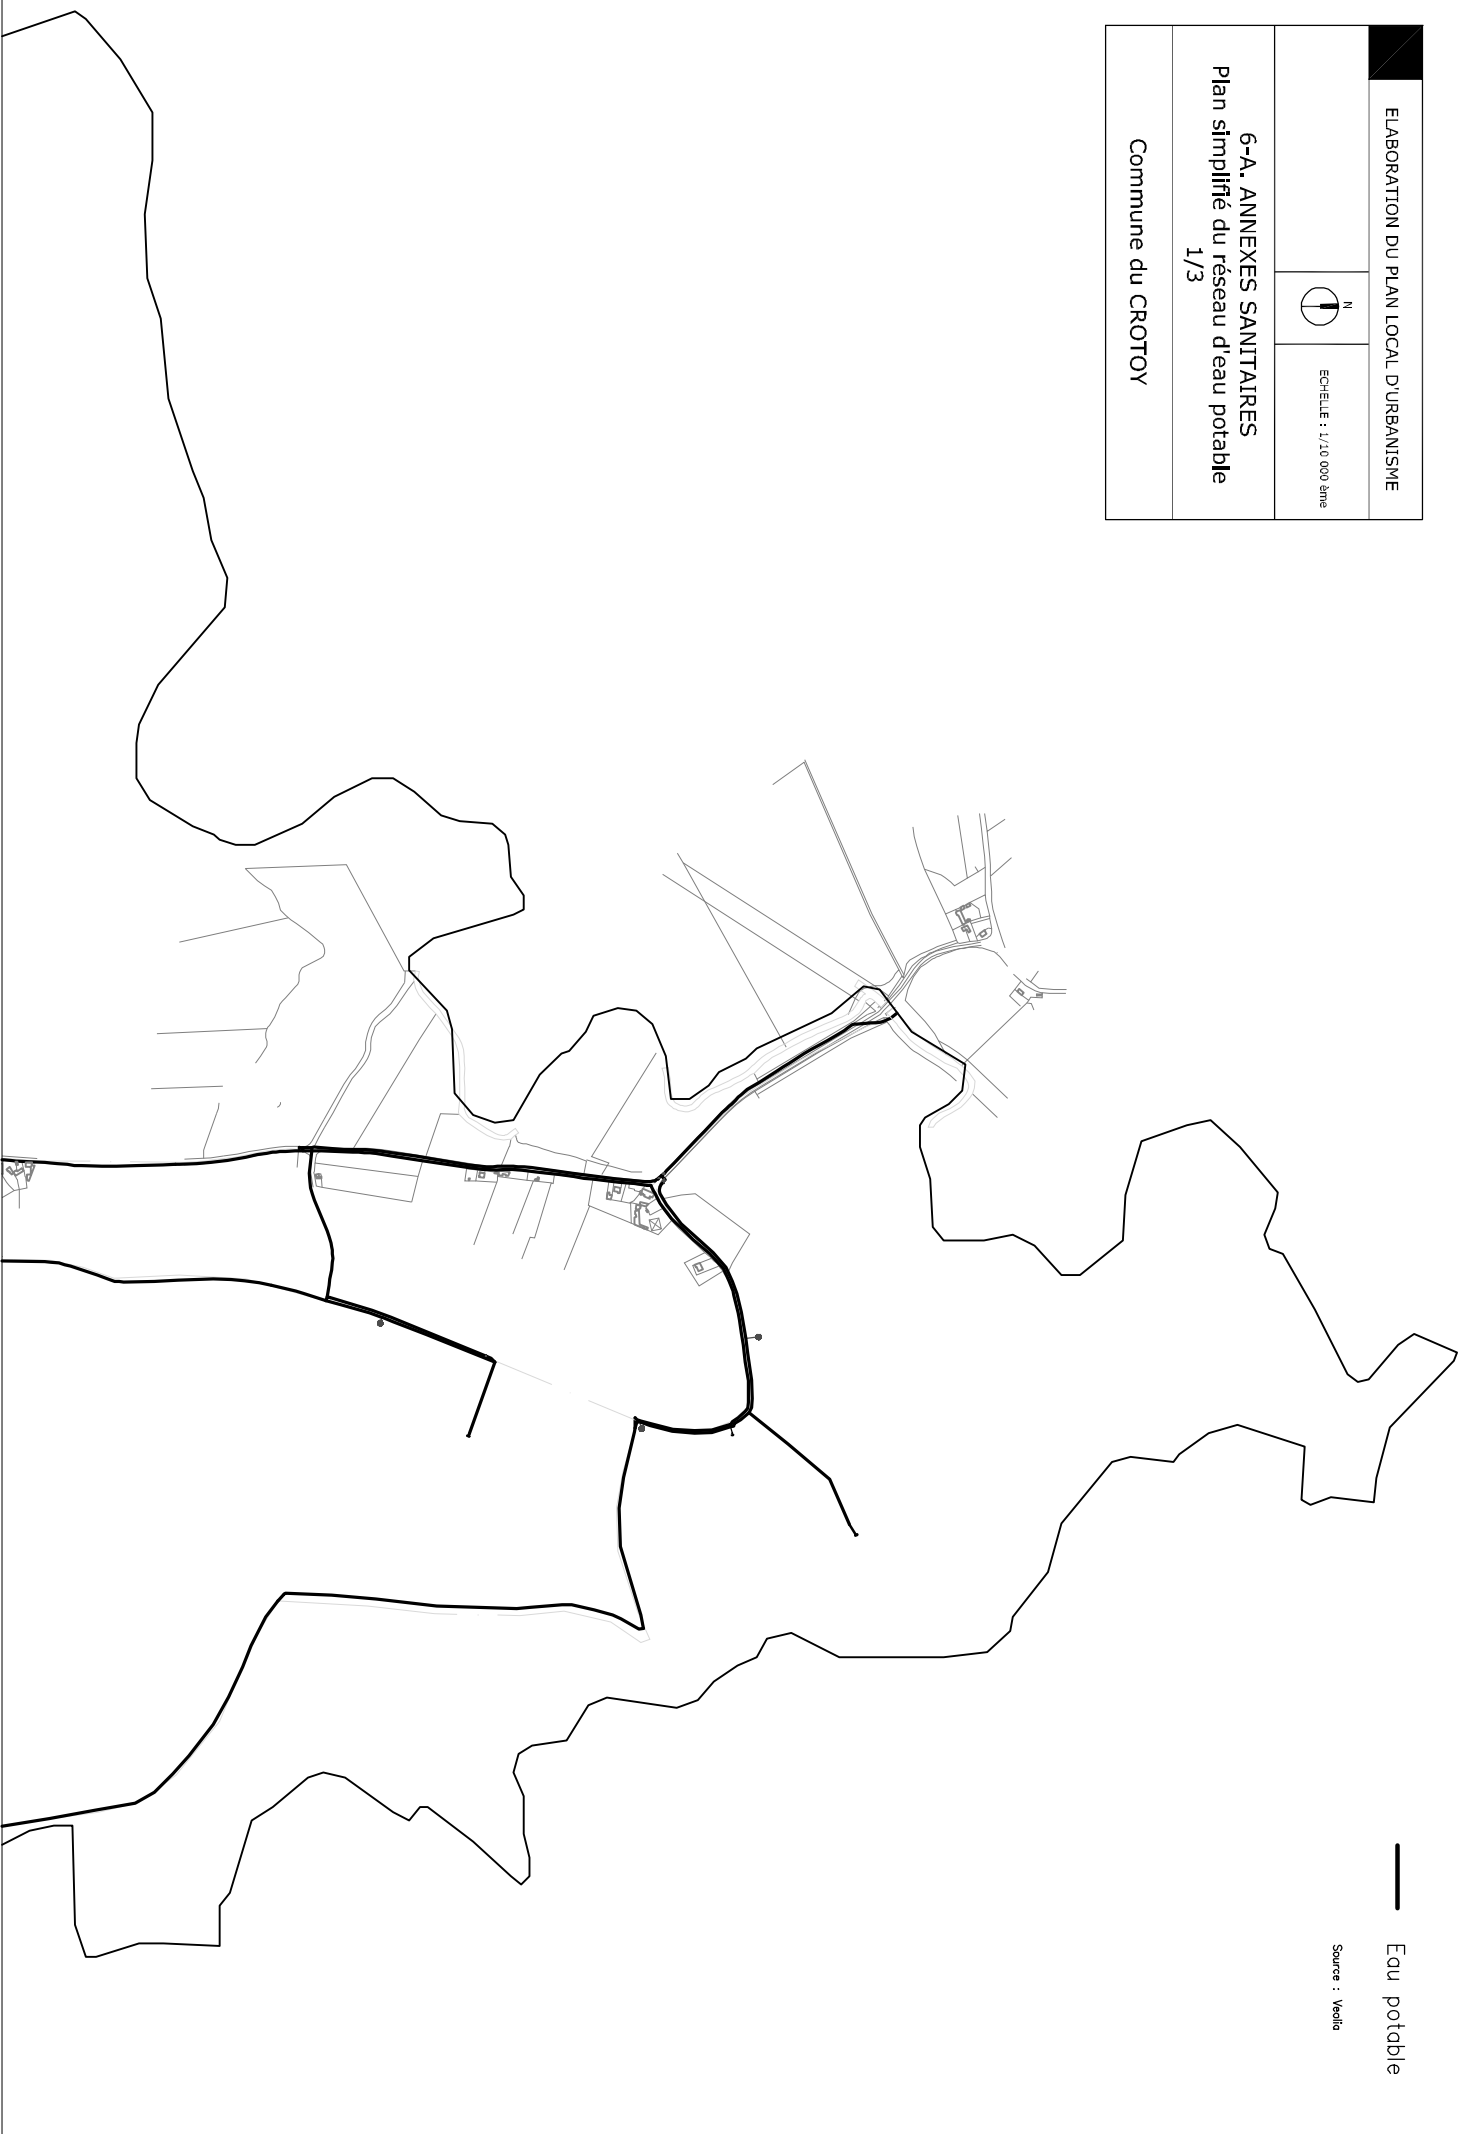 ELABORATION DU PLAN LOCAL D'URBANISME
N
ECHELLE : 1/10 000 ème
6-A. ANNEXES SANITAIRES
Plan simplifié du réseau d'eau potable
1/3
Commune du CROTOY
Eau potable
Source : Veolia